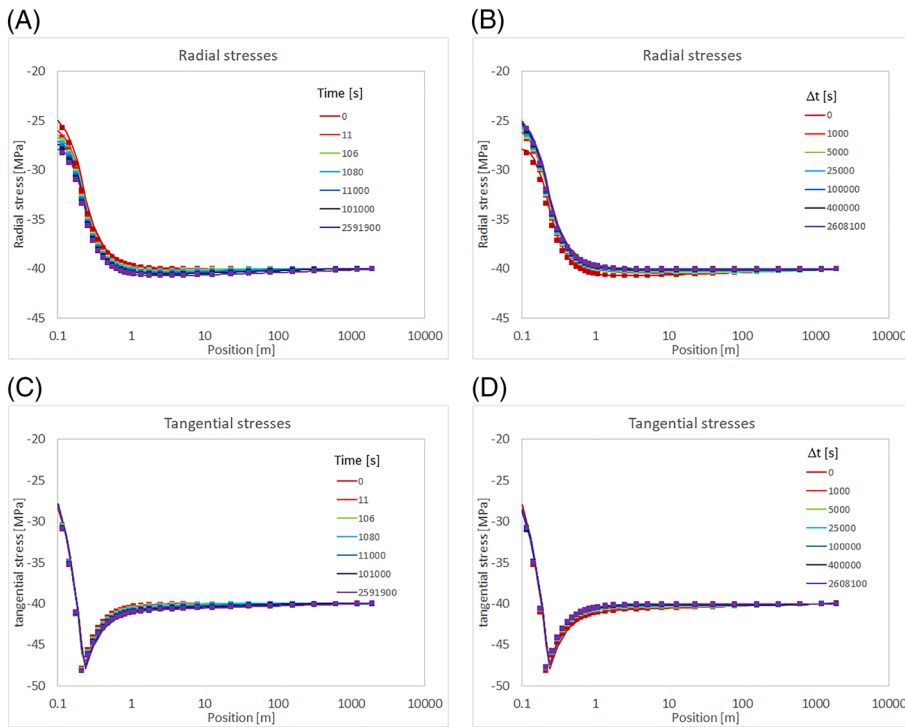 (A)
Radial stresses
-20
-25
-30
-35
-40
-45
Radial stress [MPa]
0.1 1 10 100 1000 10000
Position [m]
Time [s]
0
11
106
1080
11000
101000
2591900
(B)
Radial stresses
-20
-25
-30
-35
-40
-45
Radial stress [MPa]
0.1 1 10 100 1000 10000
Position [m]
Δt [s]
0
1000
5000
25000
100000
400000
2608100
(C)
Tangential stresses
-20
-25
-30
-35
-40
-45
-50
tangential stress [MPa]
0.1 1 10 100 1000 10000
Position [m]
Time [s]
0
11
106
1080
11000
101000
2591900
(D)
Tangential stresses
-20
-25
-30
-35
-40
-45
-50
tangential stress [MPa]
0.1 1 10 100 1000 10000
Position [m]
Δt [s]
0
1000
5000
25000
100000
400000
2608100